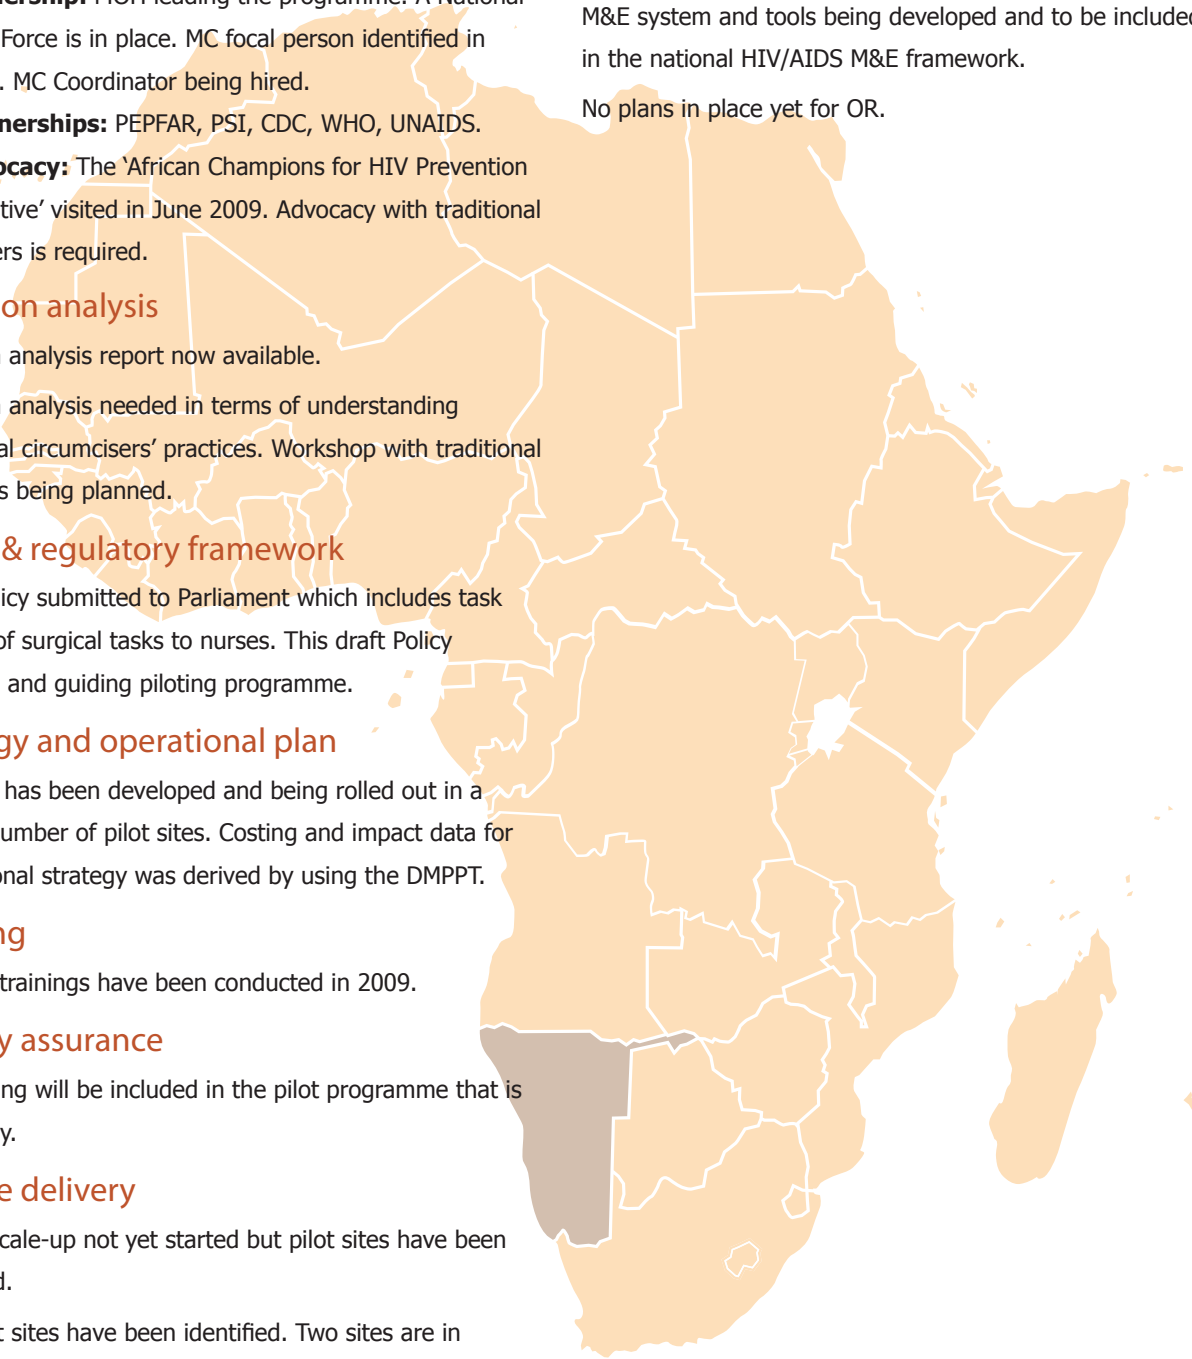 nership: MOH leading the programme. A National
Force is in place. MC focal person identified in
. MC Coordinator being hired.
nerships: PEPFAR, PSI, CDC, WHO, UNAIDS.
ocacy: The ‘African Champions for HIV Prevention
tive’ visited in June 2009. Advocacy with traditional
ers is required.
on analysis
analysis report now available.
analysis needed in terms of understanding
al circumcisers’ practices. Workshop with traditional
s being planned.
& regulatory framework
icy submitted to Parliament which includes task
of surgical tasks to nurses. This draft Policy
and guiding piloting programme.
gy and operational plan
has been developed and being rolled out in a
umber of pilot sites. Costing and impact data for
onal strategy was derived by using the DMPPT.
ng
trainings have been conducted in 2009.
y assurance
ng will be included in the pilot programme that is
y.
e delivery
cale-up not yet started but pilot sites have been
d.
t sites have been identified. Two sites are in
M&E system and tools being developed and to be included
in the national HIV/AIDS M&E framework.
No plans in place yet for OR.